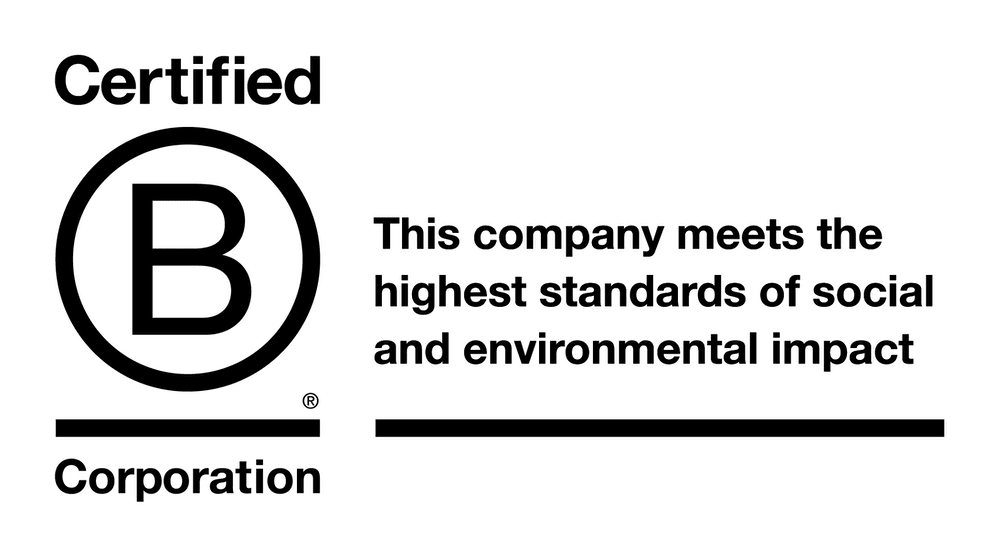 Certified
B
®
Corporation
This company meets the
highest standards of social
and environmental impact